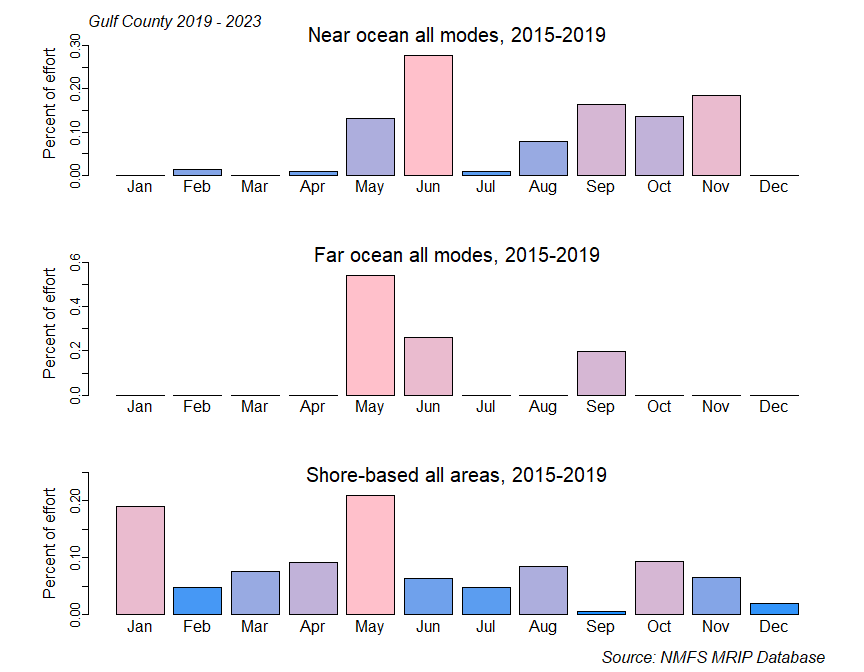 Gulf County 2019 - 2023
Near ocean all modes, 2015-2019
Percent of effort
0.30
0.20
0.10
0.00
Jan Feb Mar Apr May Jun Jul Aug Sep Oct Nov Dec
Far ocean all modes, 2015-2019
Percent of effort
0.6
0.4
0.2
0.0
Jan Feb Mar Apr May Jun Jul Aug Sep Oct Nov Dec
Shore-based all areas, 2015-2019
Percent of effort
0.20
0.10
0.00
Jan Feb Mar Apr May Jun Jul Aug Sep Oct Nov Dec
Source: NMFS MRIP Database